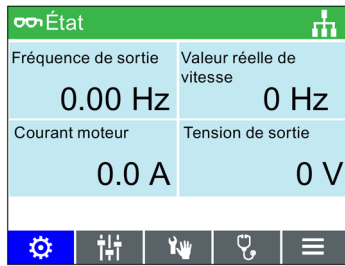 État
Fréquence de sortie
0.00 Hz
Valeur réelle de
vitesse
0 Hz
Courant moteur
0.0 A
Tension de sortie
0 V